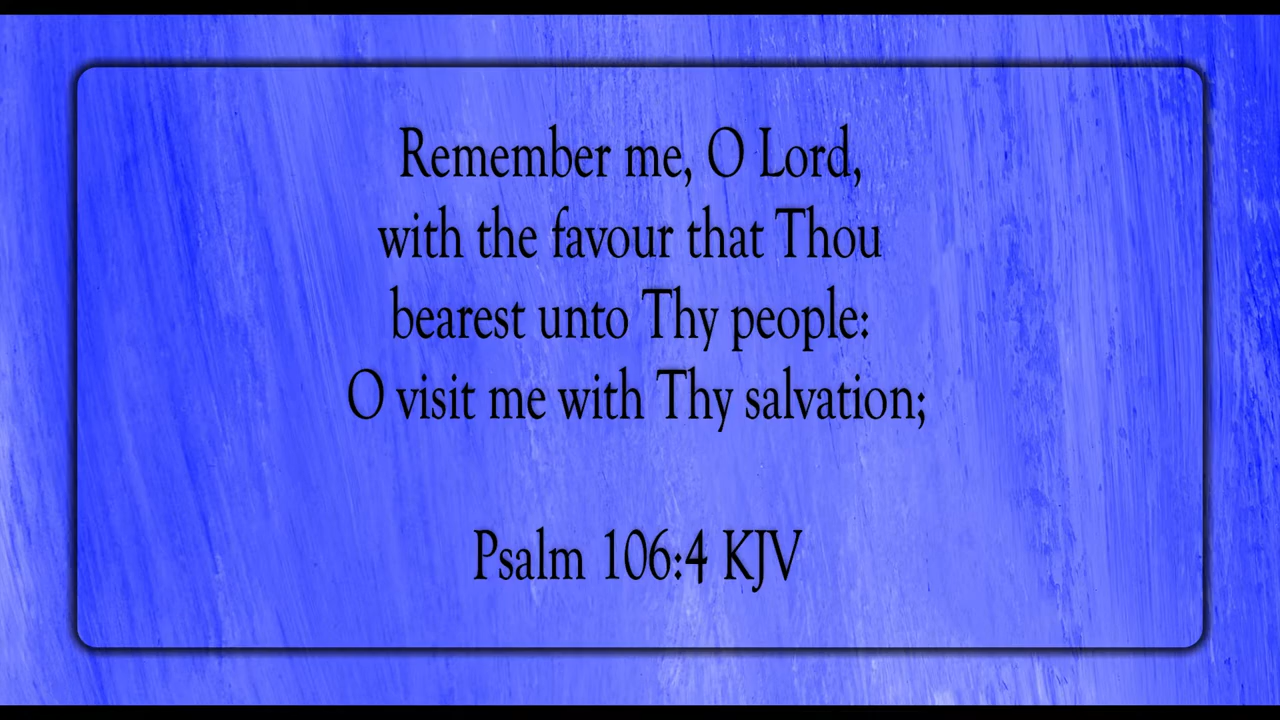 Remember me, O Lord,
with the favour that Thou
bearest unto Thy people:
O visit me with Thy salvation;
Psalm 106:4 KJV